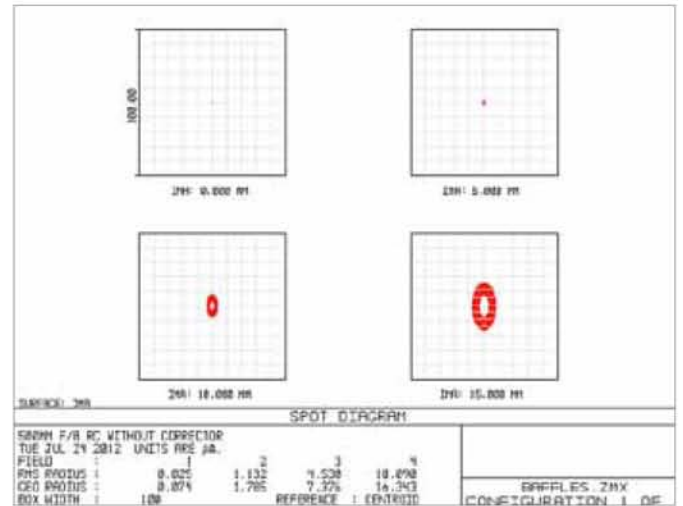 100.00
IMA: 0.000 MM
IMA: 5.000 MM
IMA: 10.000 MM
IMA: 15.000 MM
SURFACE: IMA
SPOT DIAGRAM
500MM F/8 RC WITHOUT CORRECTOR
TUE JUL 24 2012 UNITS ARE µm.
FIELD : 1 2 3 4
RMS RADIUS : 0.025 1.132 4.530 10.090
GEO RADIUS : 0.074 1.785 7.376 16.343
BOX WIDTH : 100 REFERENCE : CENTROID
BAFFLES.ZMX
CONFIGURATION 1 OF